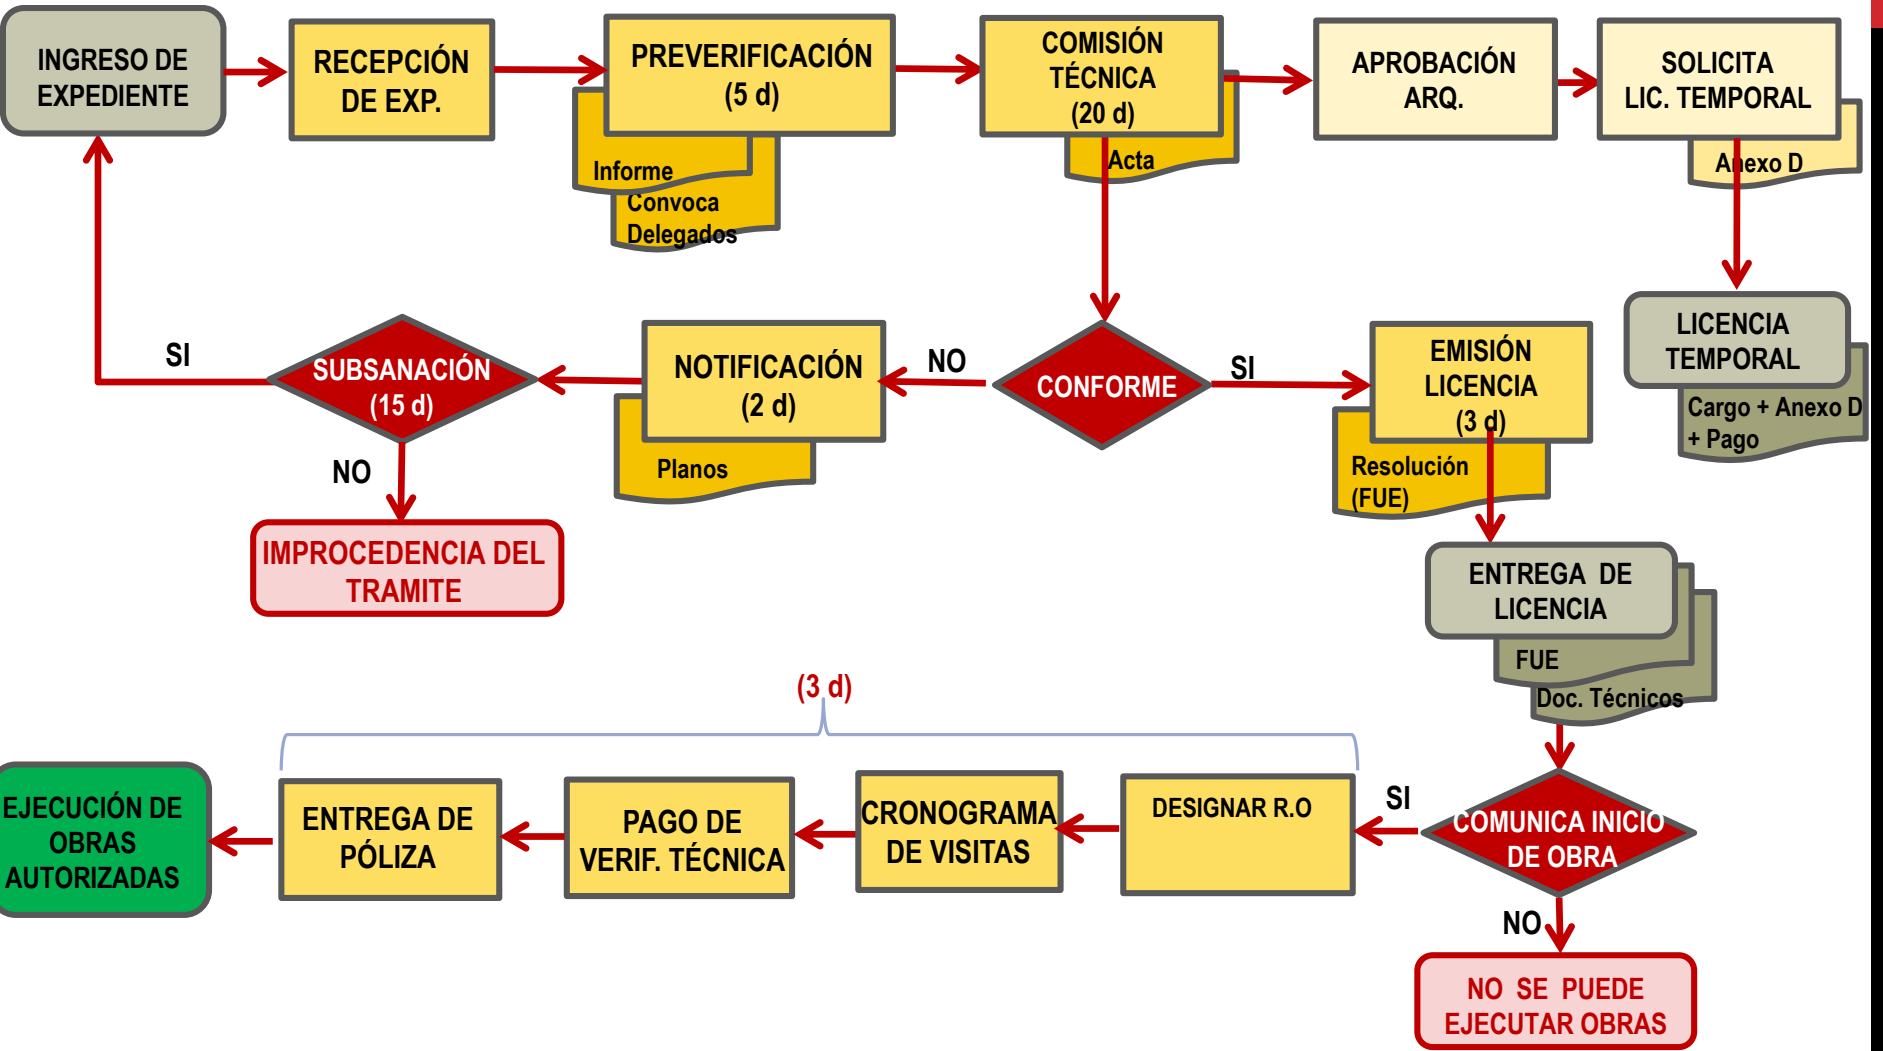 INGRESO DE
EXPEDIENTE
RECEPCIÓN
DE EXP.
PREVERIFICACIÓN
(5 d)
Informe
Convoca
Delegados
COMISIÓN
TÉCNICA
(20 d)
Acta
APROBACIÓN
ARQ.
SOLICITA
LIC. TEMPORAL
Anexo D
LICENCIA
TEMPORAL
Cargo + Anexo D
+ Pago
SI
SUBSANACIÓN
(15 d)
NO
IMPROCEDENCIA DEL
TRAMITE
NOTIFICACIÓN
(2 d)
Planos
NO
CONFORME
SI
EMISIÓN
LICENCIA
(3 d)
Resolución
(FUE)
ENTREGA DE
LICENCIA
FUE
Doc. Técnicos
(3 d)
EJECUCIÓN DE
OBRAS
AUTORIZADAS
ENTREGA DE
PÓLIZA
PAGO DE
VERIF. TÉCNICA
CRONOGRAMA
DE VISITAS
DESIGNAR R.O
SI
COMUNICA INICIO
DE OBRA
NO
NO SE PUEDE
EJECUTAR OBRAS